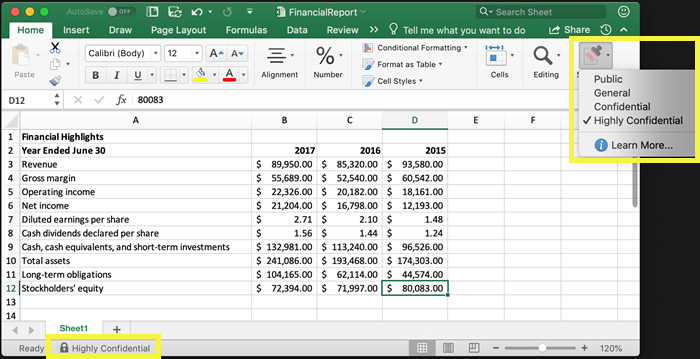 AutoSave OFF FinancialReport Search Sheet
Home Insert Draw Page Layout Formulas Data Review >> Tell me what you want to do Share
Paste Calibri (Body) 12 A A B I U A Alignment % Number Conditional Formatting Format as Table Cell Styles Cells Editing
Public
General
Confidential
✓ Highly Confidential
Learn More...
D12 fx 80083
A B C D E F
1 Financial Highlights
2 Year Ended June 30 2017 2016 2015
3 Revenue $ 89,950.00 $ 85,320.00 $ 93,580.00
4 Gross margin $ 55,689.00 $ 52,540.00 $ 60,542.00
5 Operating income $ 22,326.00 $ 20,182.00 $ 18,161.00
6 Net income $ 21,204.00 $ 16,798.00 $ 12,193.00
7 Diluted earnings per share $ 2.71 $ 2.10 $ 1.48
8 Cash dividends declared per share $ 1.56 $ 1.44 $ 1.24
9 Cash, cash equivalents, and short-term investments $ 132,981.00 $ 113,240.00 $ 96,526.00
10 Total assets $ 241,086.00 $ 193,468.00 $ 174,303.00
11 Long-term obligations $ 104,165.00 $ 62,114.00 $ 44,574.00
12 Stockholders' equity $ 72,394.00 $ 71,997.00 $ 80,083.00
13
14
Sheet1 +
Ready Highly Confidential 120%